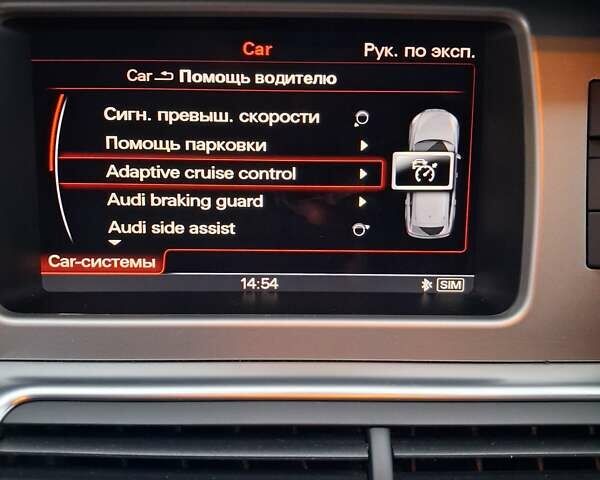 Car
Рук. по эксп.
Car Помощь водителю
Сигн. превыш. скорости
Помощь парковки
Adaptive cruise control
Audi braking guard
Audi side assist
Car-системы
14:54
SIM